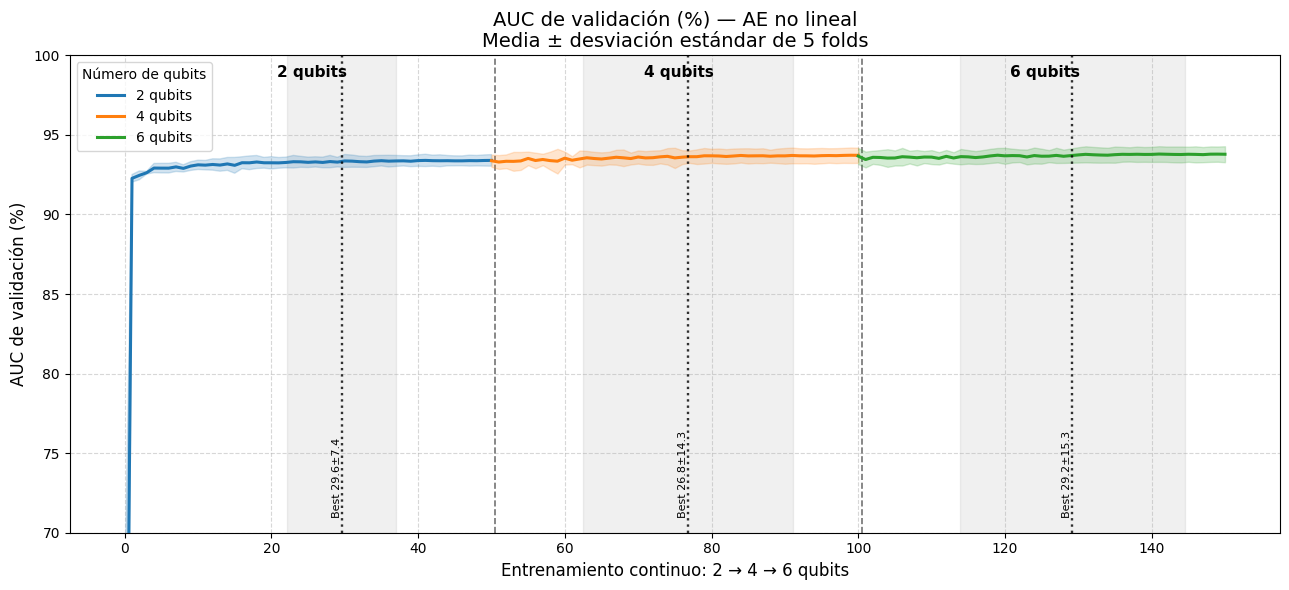 AUC de validación (%) — AE no lineal
Media ± desviación estándar de 5 folds
Número de qubits
2 qubits
4 qubits
6 qubits
2 qubits
4 qubits
6 qubits
AUC de validación (%)
100
95
90
85
80
75
70
Best 29.6±7.4
Best 26.8±14.3
Best 29.2±15.3
0
20
40
60
80
100
120
140
Entrenamiento continuo: 2 → 4 → 6 qubits